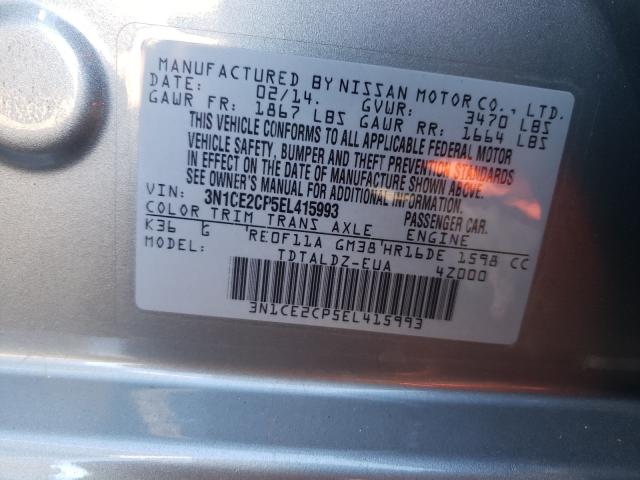 MANUFACTURED BY NISSAN MOTOR CO., LTD.
DATE: 02/14. GVWR: 3470 LBS
GAWR FR: 1867 LBS GAWR RR: 1664 LBS
THIS VEHICLE CONFORMS TO ALL APPLICABLE FEDERAL MOTOR
VEHICLE SAFETY, BUMPER AND THEFT PREVENTION STANDARDS
IN EFFECT ON THE DATE OF MANUFACTURE SHOWN ABOVE.
SEE OWNER'S MANUAL FOR ADDITIONAL INFORMATION.
VIN: 3N1CE2CP5EL415993 PASSENGER CAR.
COLOR TRIM TRANS AXLE ENGINE
K36 G RE0F11A GM38 HR16DE 1598 CC
MODEL: TDTALDZ-EUA 4Z000
3N1CE2CP5EL415993